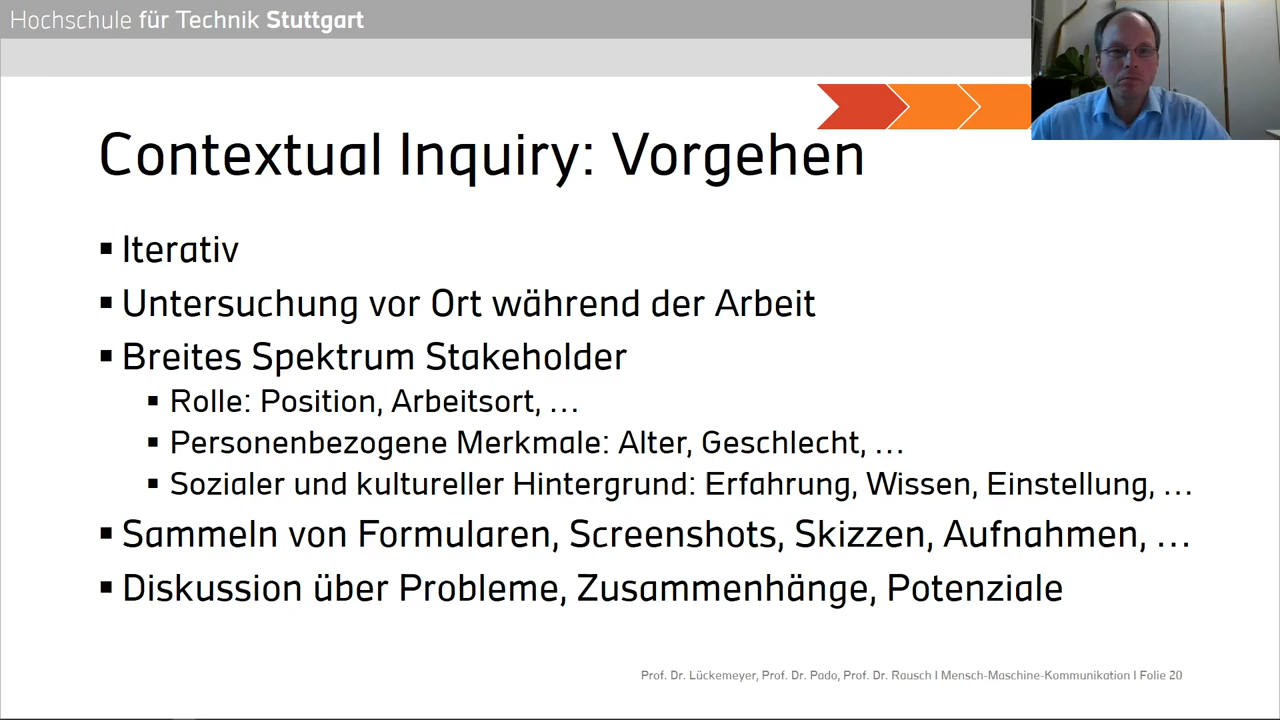 Hochschule für Technik Stuttgart
Contextual Inquiry: Vorgehen
▪ Iterativ
▪ Untersuchung vor Ort während der Arbeit
▪ Breites Spektrum Stakeholder
▪ Rolle: Position, Arbeitsort, …
▪ Personenbezogene Merkmale: Alter, Geschlecht, …
▪ Sozialer und kultureller Hintergrund: Erfahrung, Wissen, Einstellung, …
▪ Sammeln von Formularen, Screenshots, Skizzen, Aufnahmen, …
▪ Diskussion über Probleme, Zusammenhänge, Potenziale
Prof. Dr. Lückemeyer, Prof. Dr. Pado, Prof. Dr. Rausch I Mensch-Maschine-Kommunikation I Folie 20